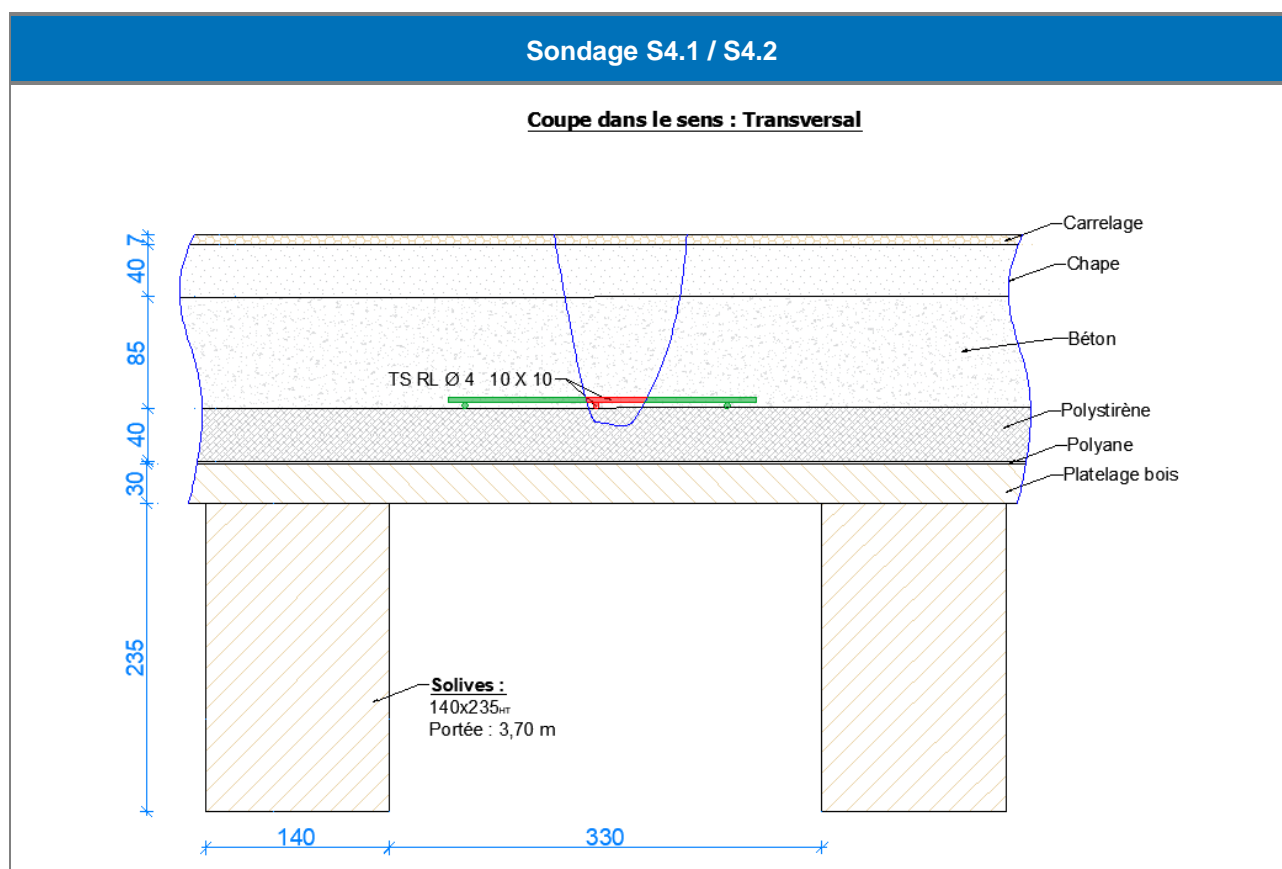 Sondage S4.1 / S4.2
Coupe dans le sens : Transversal
Carrelage
Chape
Béton
TS RL Ø 4 10 X 10
Polystirène
Polyane
Platelage bois
7
40
85
40
30
235
Solives :
140x235HT
Portée : 3,70 m
140
330